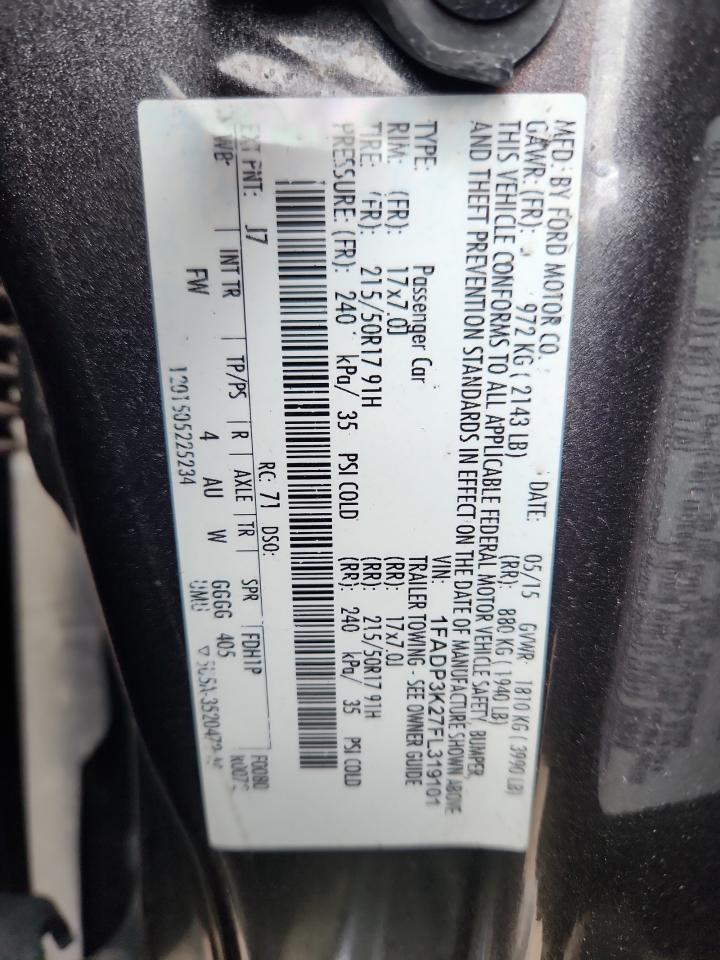 MFD. BY FORD MOTOR CO. DATE: 05/15 GVWR: 1810 KG ( 3990 LB)
GAWR: (FR): 972 KG ( 2143 LB) (RR): 880 KG ( 1940 LB)
THIS VEHICLE CONFORMS TO ALL APPLICABLE FEDERAL MOTOR VEHICLE SAFETY, BUMPER,
AND THEFT PREVENTION STANDARDS IN EFFECT ON THE DATE OF MANUFACTURE SHOWN ABOVE
VIN: 1FADP3K27FL319101
TYPE: Passenger Car TRAILER TOWING - SEE OWNER GUIDE
RIM: (FR): 17x7.0J (RR): 17x7.0J
TIRE: (FR): 215/50R17 91H (RR): 215/50R17 91H
PRESSURE: (FR): 240 kPa/ 35 PSI COLD (RR): 240 kPa/ 35 PSI COLD
RC: 71 DSO: FDH1P F0080
EXT PNT: J7
WB INT TR TP/PS R AXLE TR SPR
FW 4 AU W GGGG 405
1201505225234